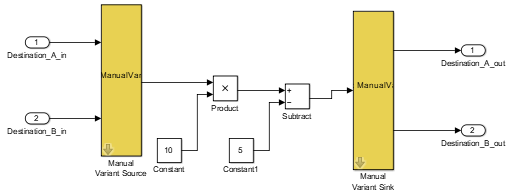 1
Destination_A_in
2
Destination_B_in
ManualVar
Manual
Variant Source
×
Product
10
Constant
+
−
Subtract
5
Constant1
ManualVa
Manual
Variant Sink
1
Destination_A_out
2
Destination_B_out